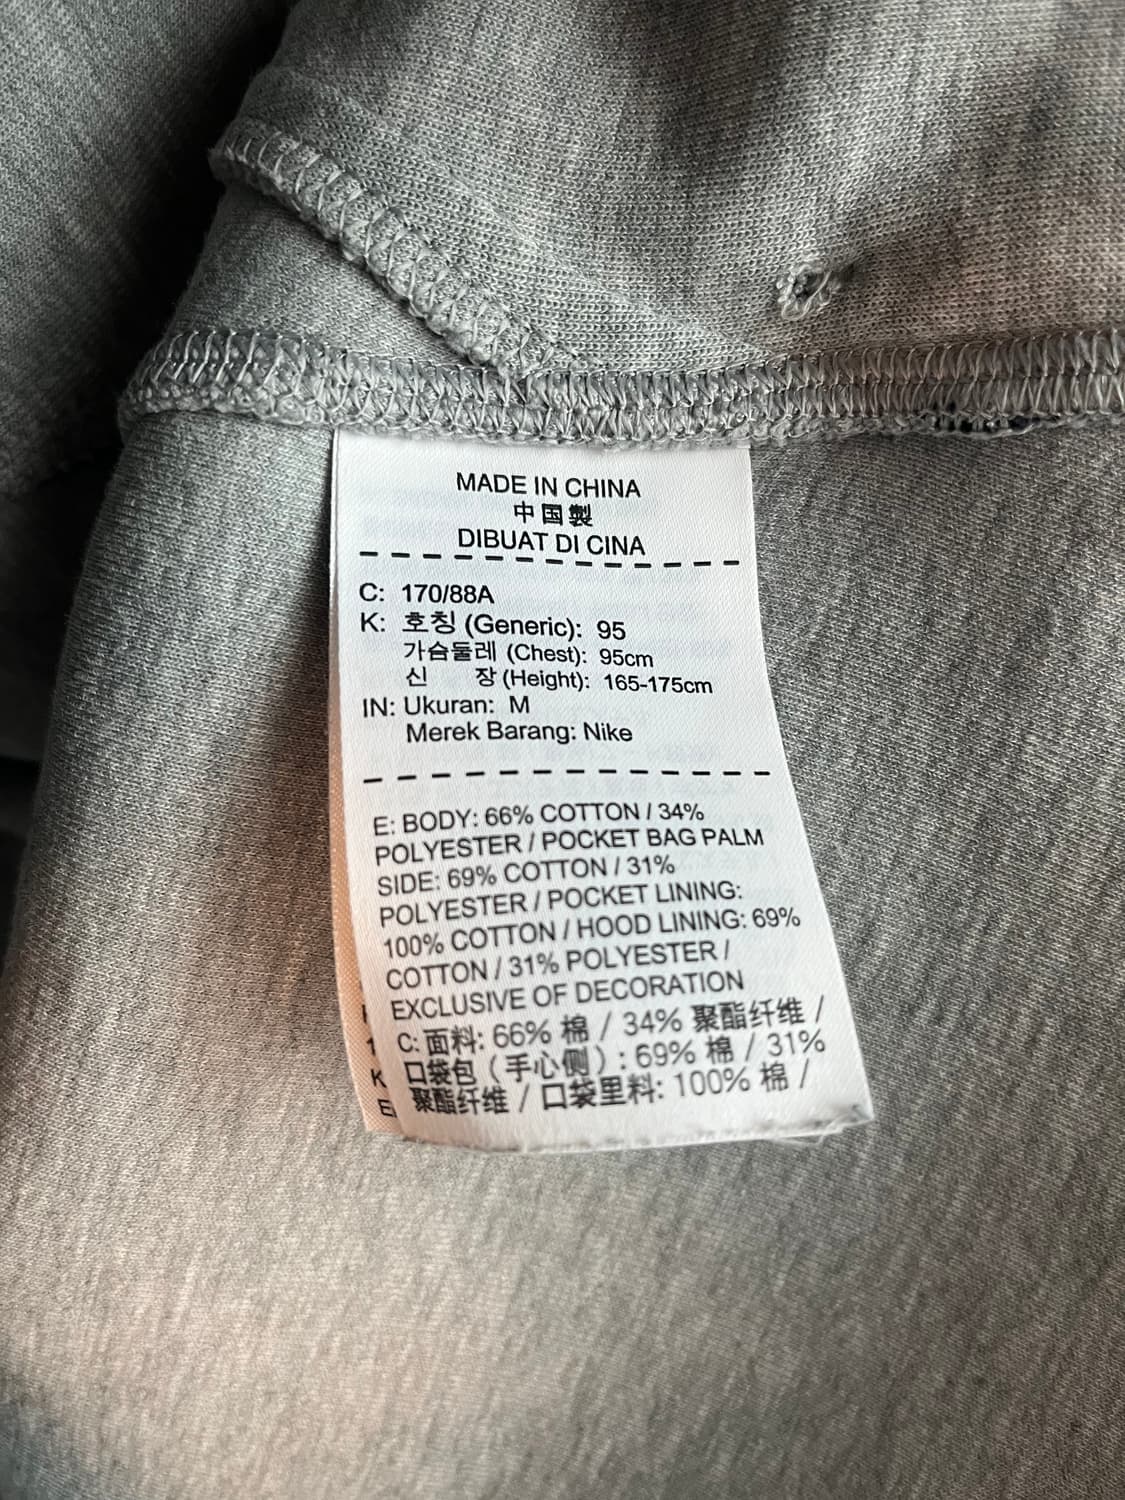 MADE IN CHINA
中国製
DIBUAT DI CINA
C: 170/88A
K: 호칭 (Generic): 95
가슴둘레 (Chest): 95cm
신 장 (Height): 165-175cm
IN: Ukuran: M
Merek Barang: Nike
E: BODY: 66% COTTON / 34%
POLYESTER / POCKET BAG PALM
SIDE: 69% COTTON / 31%
POLYESTER / POCKET LINING:
100% COTTON / HOOD LINING: 69%
COTTON / 31% POLYESTER /
EXCLUSIVE OF DECORATION
C: 面料: 66% 棉 / 34% 聚酯纤维 /
口袋包（手心侧）: 69% 棉 / 31%
聚酯纤维 / 口袋里料: 100% 棉 /
1
K
E